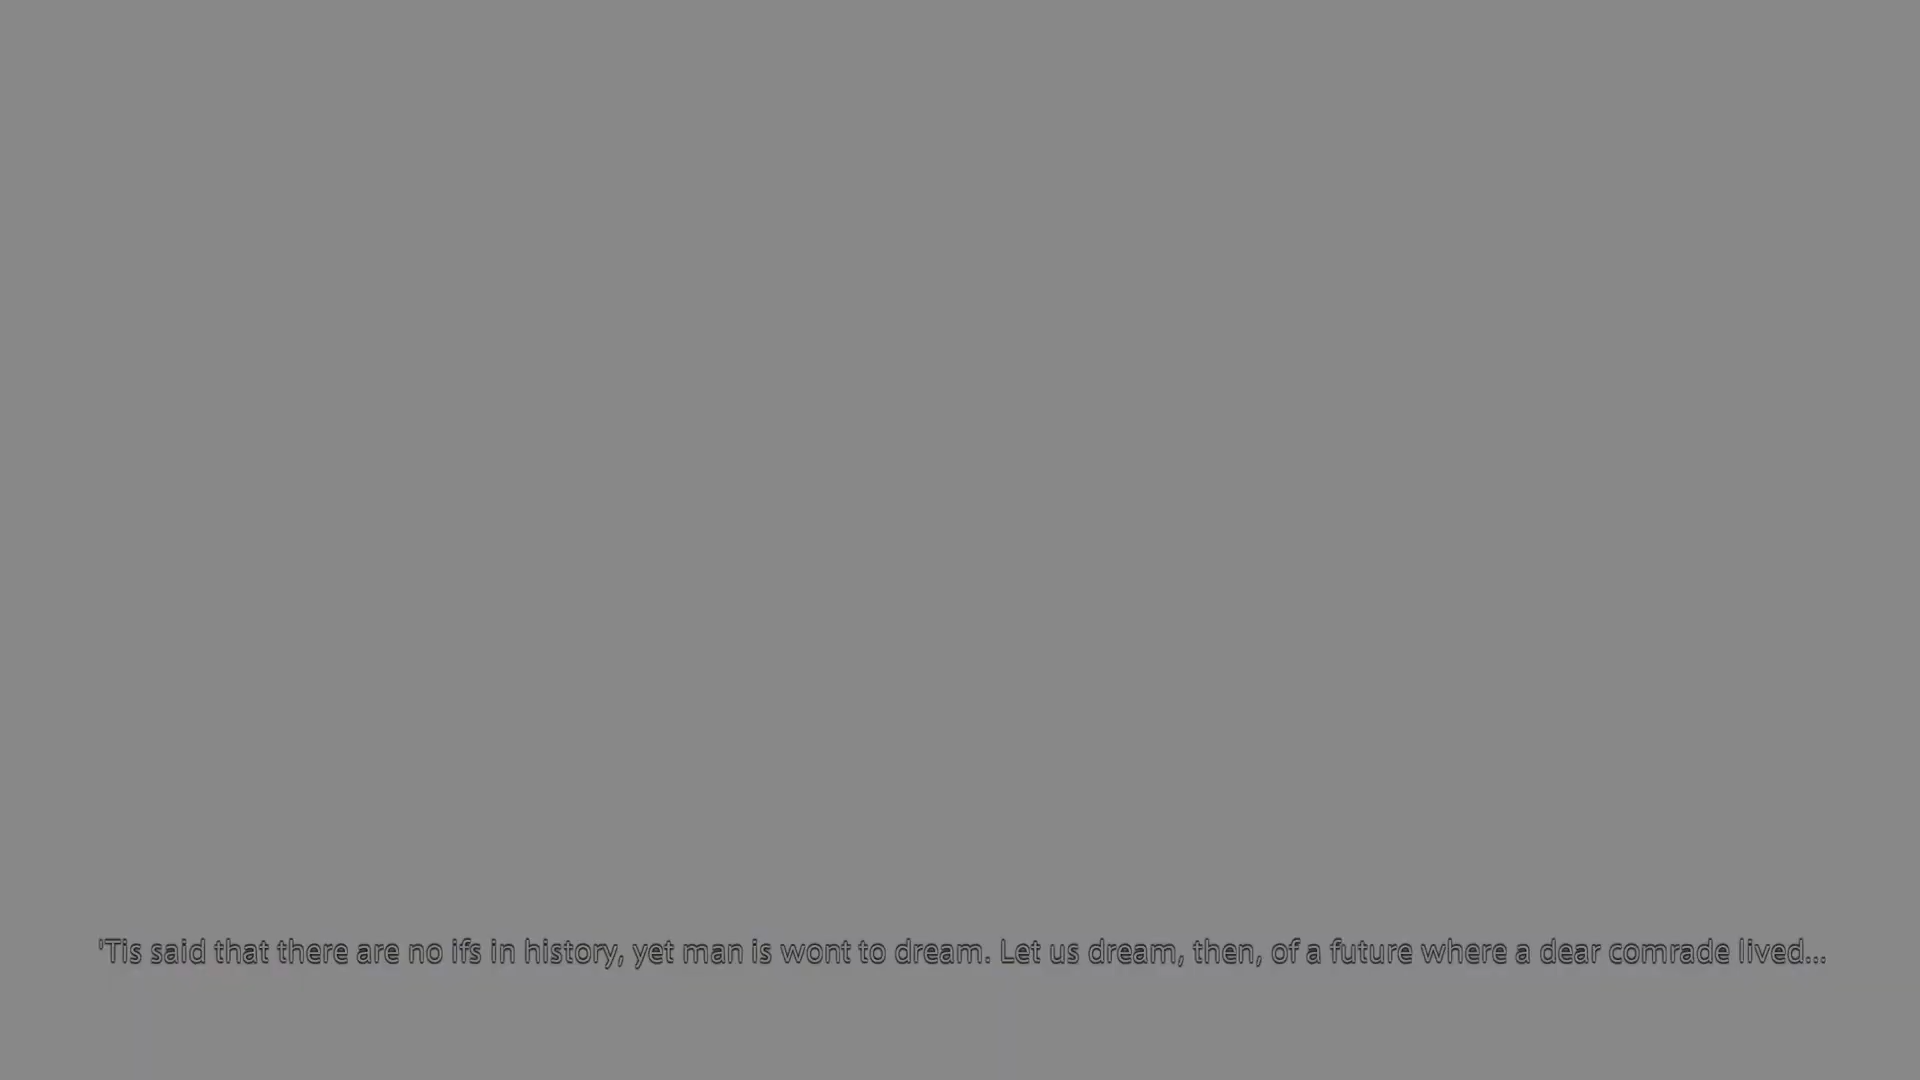 'Tis said that there are no ifs in history, yet man is wont to dream. Let us dream, then, of a future where a dear comrade lived...